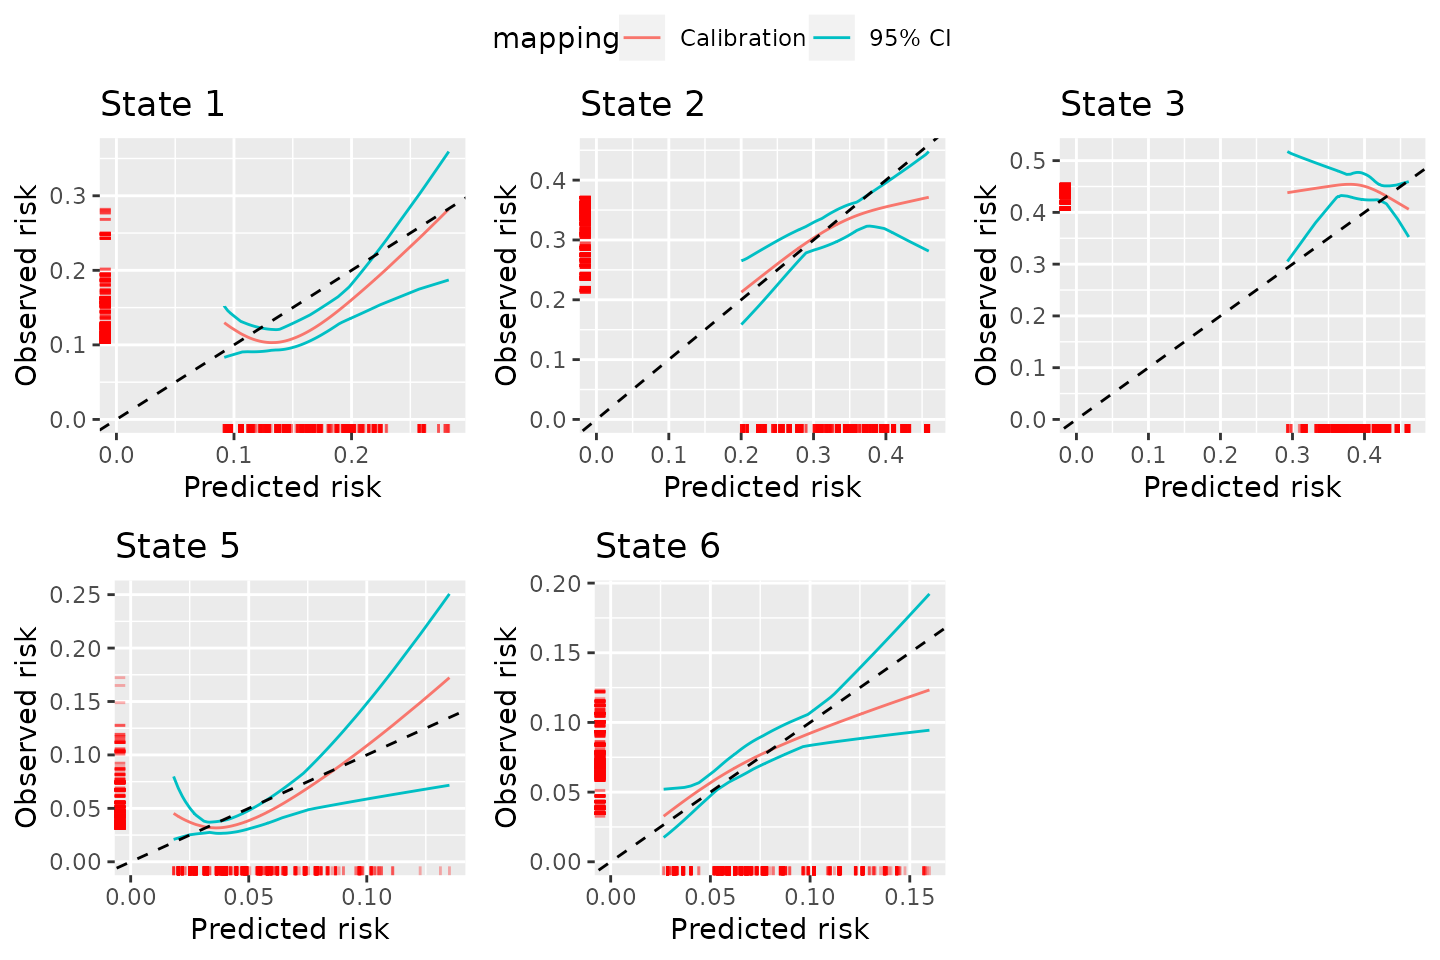 mapping Calibration 95% CI
State 1 State 2 State 3
Observed risk
0.3
0.2
0.1
0.0
0.0 0.1 0.2
Predicted risk
Observed risk
0.4
0.3
0.2
0.1
0.0
0.0 0.1 0.2 0.3 0.4
Predicted risk
Observed risk
0.5
0.4
0.3
0.2
0.1
0.0
0.0 0.1 0.2 0.3 0.4
Predicted risk
State 5 State 6
Observed risk
0.25
0.20
0.15
0.10
0.05
0.00
0.00 0.05 0.10
Predicted risk
Observed risk
0.20
0.15
0.10
0.05
0.00
0.00 0.05 0.10 0.15
Predicted risk